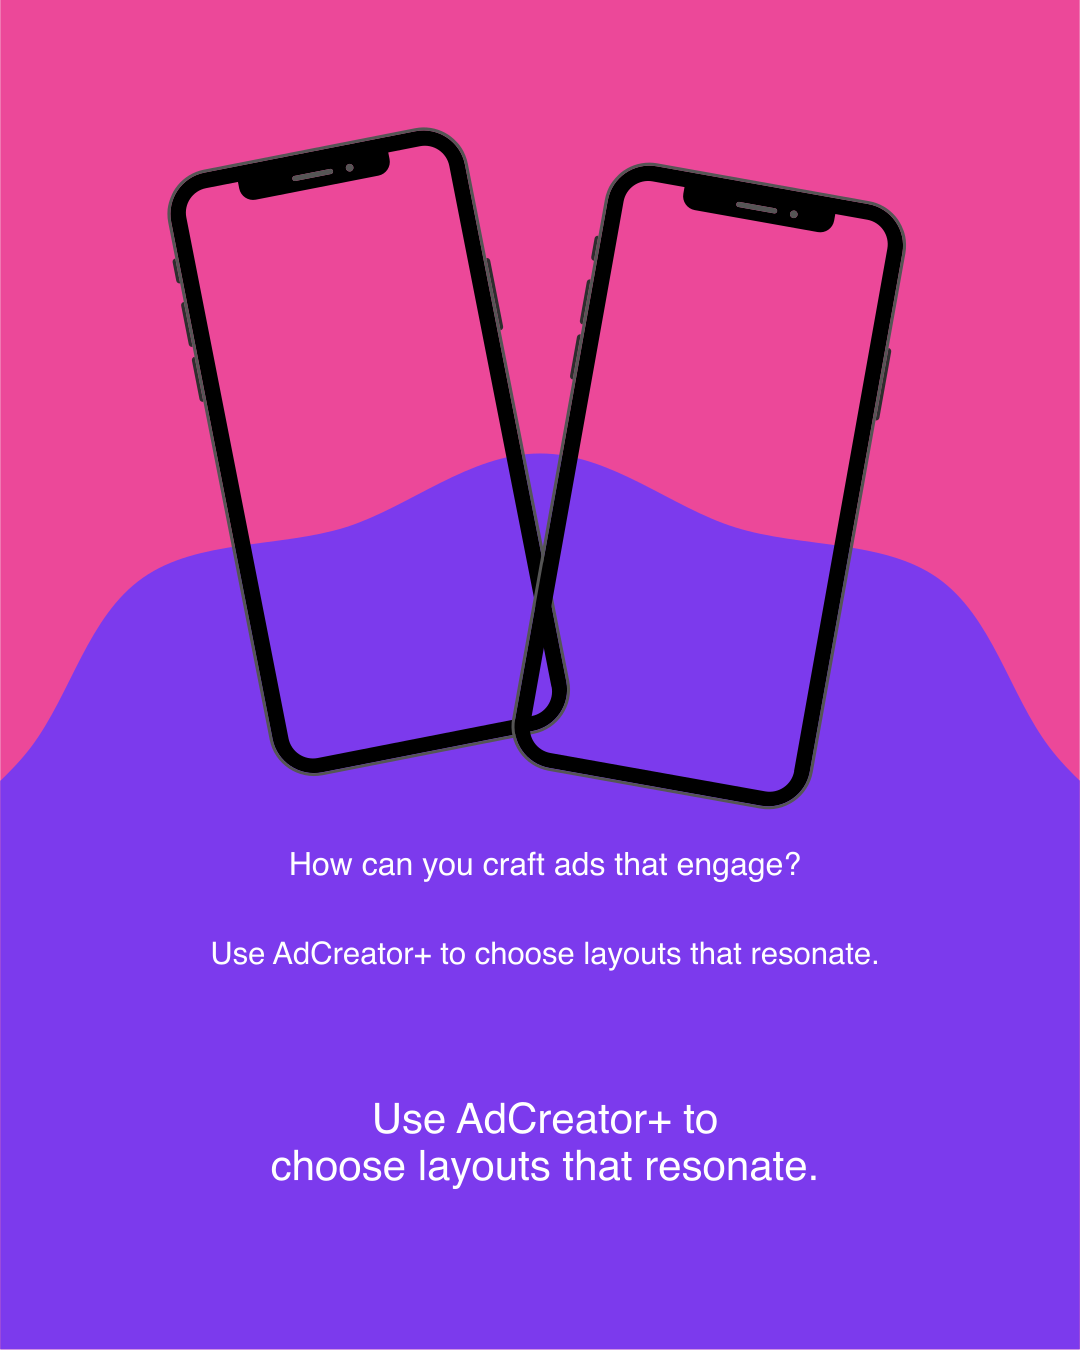 How can you craft ads that engage?
Use AdCreator+ to choose layouts that resonate.
Use AdCreator+ to
choose layouts that resonate.